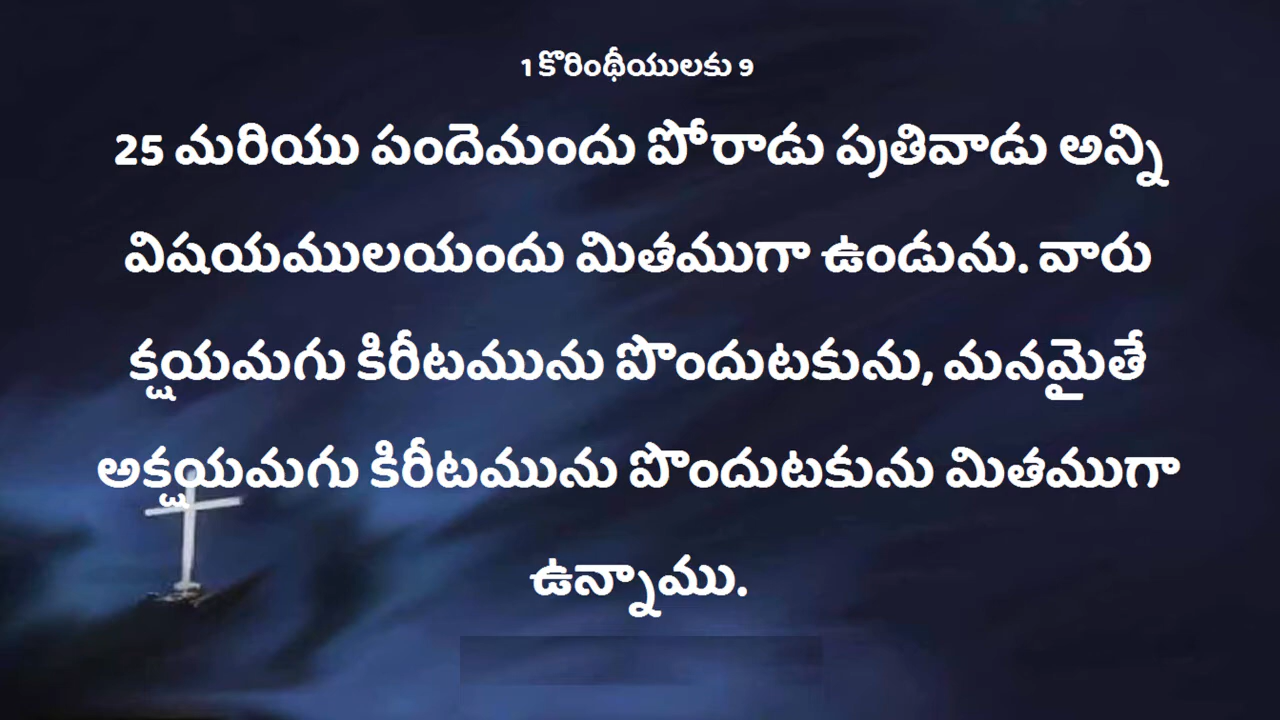 1 కొరింథీయులకు 9
25 మరియు పందెమందు పోరాడు ప్రతివాడు అన్ని
విషయములయందు మితముగా ఉండును. వారు
క్షయమగు కిరీటమును పొందుటకును, మనమైతే
అక్షయమగు కిరీటమును పొందుటకును మితముగా
ఉన్నాము.